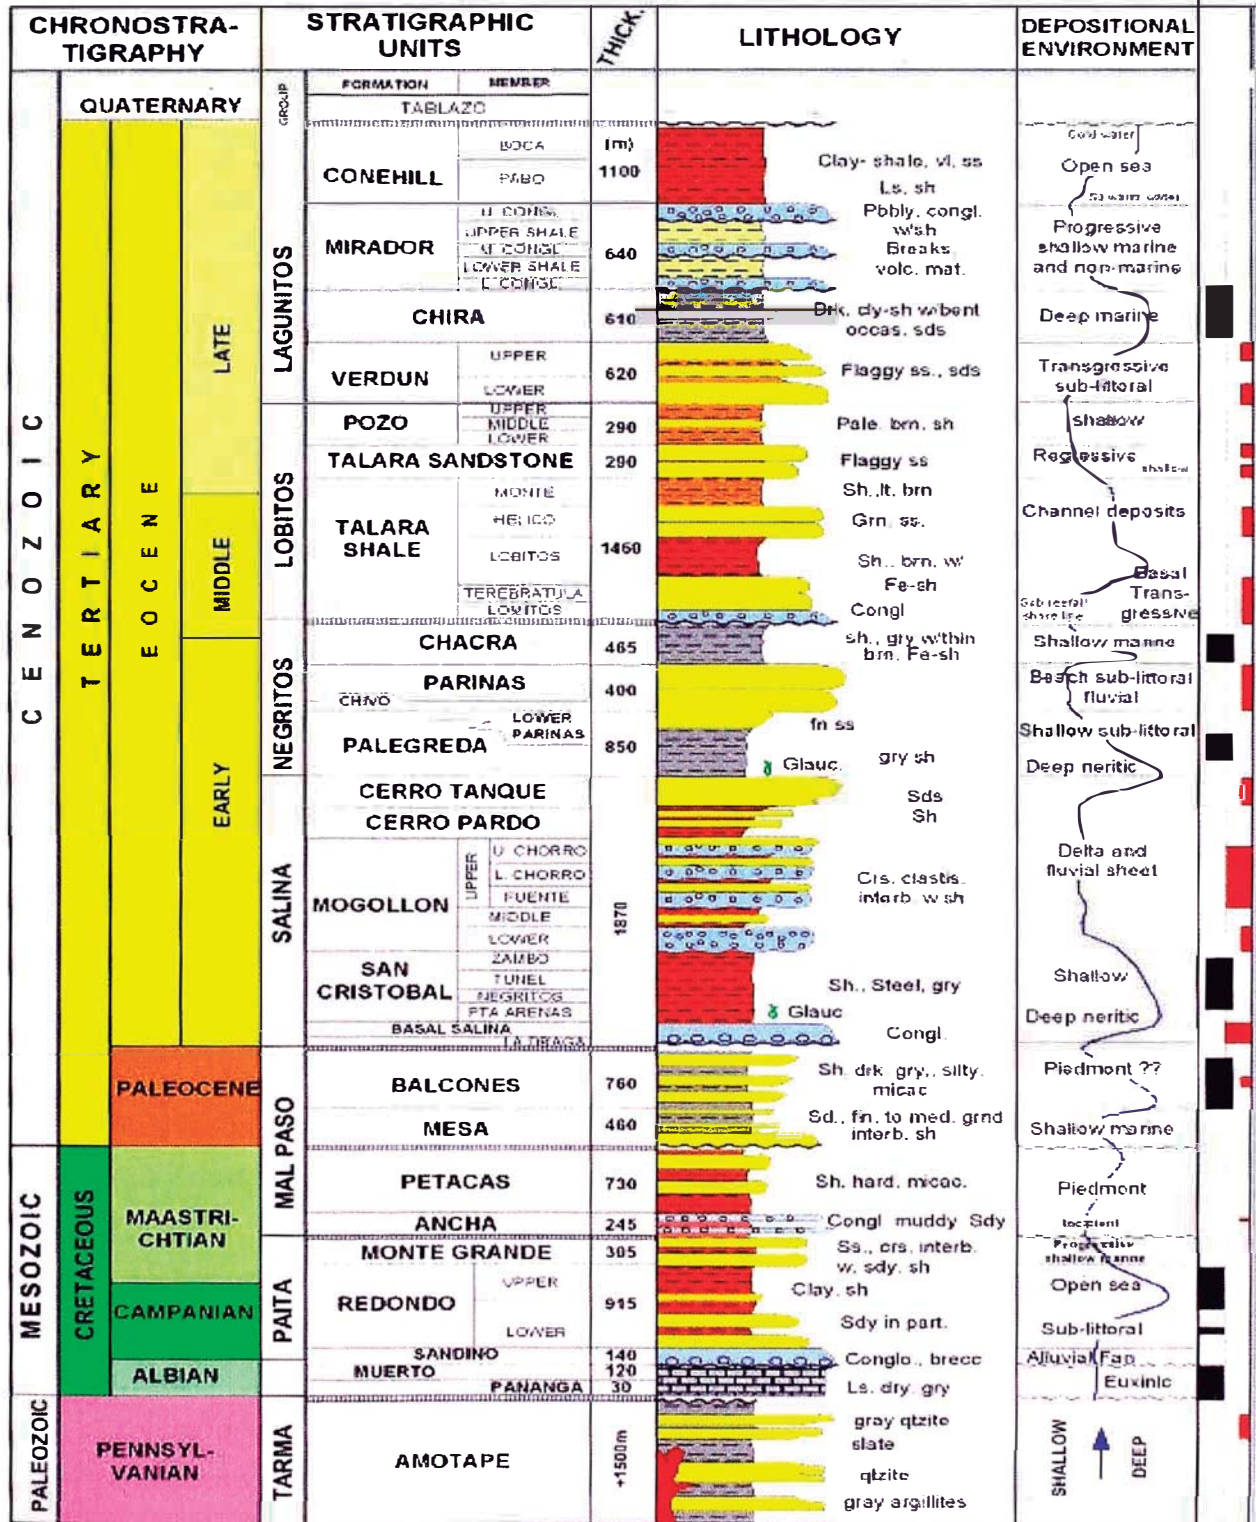 CHRONOSTRA-
TIGRAPHY
STRATIGRAPHIC
UNITS
THICK.
LITHOLOGY
DEPOSITIONAL
ENVIRONMENT
CENOZOIC
MESOZOIC
PALEOZOIC
QUATERNARY
TERTIARY
EOCENE
LATE
MIDDLE
EARLY
PALEOCENE
CRETACEOUS
MAASTRI-
CHTIAN
CAMPANIAN
ALBIAN
PENNSYL-
VANIAN
GROUP
LAGUNITOS
LOBITOS
NEGRITOS
SALINA
MAL PASO
PAITA
TARMA
FORMATION MEMBER
TABLAZO
CONEHILL
BOCA
PABO
(m)
1100
MIRADOR
U. CONGL
UPPER SHALE
M. CONGL
LOWER SHALE
L. CONGL
640
CHIRA
610
VERDUN
UPPER
LOWER
620
POZO
UPPER
MIDDLE
LOWER
290
TALARA SANDSTONE
290
TALARA
SHALE
MONTE
HELICO
LOBITOS
TEREBRATULA
LOMITOS
1460
CHACRA
465
PARINAS
400
CHIVO
PALEGREDA
LOWER
PARINAS
850
CERRO TANQUE
CERRO PARDO
MOGOLLON
UPPER
U. CHORRO
L. CHORRO
FUENTE
MIDDLE
LOWER
1870
SAN
CRISTOBAL
ZAMBO
TUNEL
NEGRITOS
PTA ARENAS
BASAL SALINA
LA DRAGA
BALCONES
760
MESA
460
PETACAS
730
ANCHA
245
MONTE GRANDE
305
REDONDO
UPPER
LOWER
915
SANDINO
140
MUERTO
120
PANANGA
30
AMOTAPE
+1500m
Clay- shale, vl, ss
Ls, sh
Pbbly, congl.
w/sh
Breaks,
volc. mat.
Drk, cly-sh w/bent
occas. sds
Flaggy ss., sds
Pale. brn, sh
Flaggy ss
Sh.,lt. brn
Grn, ss.
Sh., brn, w/
Fe-sh
Congl
sh., gry w/thin
brn, Fe-sh
fn ss
gry sh
Glauc.
Sds
Sh
Crs. clastis.
interb. w sh
Sh., Steel, gry
Glauc
Congl.
Sh. drk gry,, silty.
micac
Sd., fin. to med. grnd
interb. sh
Sh. hard. micac.
Congl muddy Sdy
Ss., crs. interb.
w. sdy. sh
Clay. sh
Sdy in part.
Conglo., brecc
Ls. dry. gry
gray qtzite
slate
qtzite
gray argillites
Cold water
Open sea
Progressive
shallow marine
and non-marine
Deep marine
Transgressive
sub-littoral
shallow
Regressive
shallow
Channel deposits
Basal
Trans-
gressive
share line
Shallow marine
Beach sub-littoral
fluvial
Shallow sub-littoral
Deep neritic
Delta and
fluvial sheet
Shallow
Deep neritic
Piedmont ??
Shallow marine
Piedmont
Progressive
shallow marine
Open sea
Sub-littoral
Alluvial Fan
Euxinic
SHALLOW
DEEP